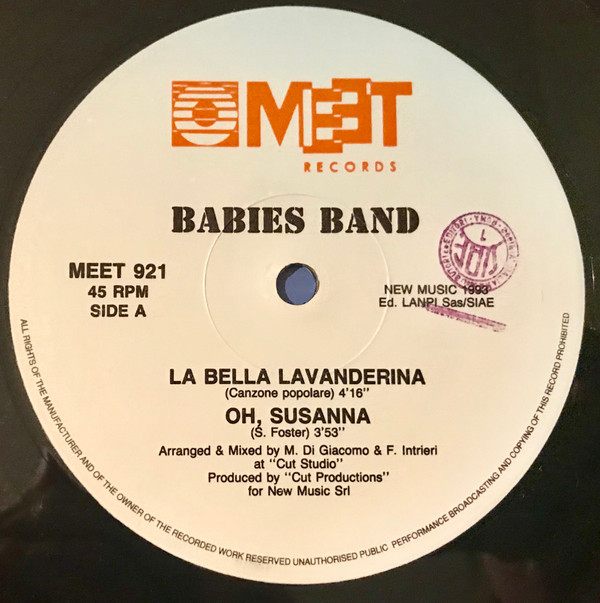 MEET
RECORDS
BABIES BAND
MEET 921
45 RPM
SIDE A
NEW MUSIC 1993
Ed. LANPI Sas/SIAE
LA BELLA LAVANDERINA
(Canzone popolare) 4'16"
OH, SUSANNA
(S. Foster) 3'53"
Arranged & Mixed by M. Di Giacomo & F. Intrieri
at "Cut Studio"
Produced by "Cut Productions"
for New Music Srl
ALL RIGHTS OF THE MANUFACTURER AND OF THE OWNER OF THE RECORDED WORK RESERVED UNAUTHORISED PUBLIC PERFORMANCE BROADCASTING AND COPYING OF THIS RECORD PROHIBITED